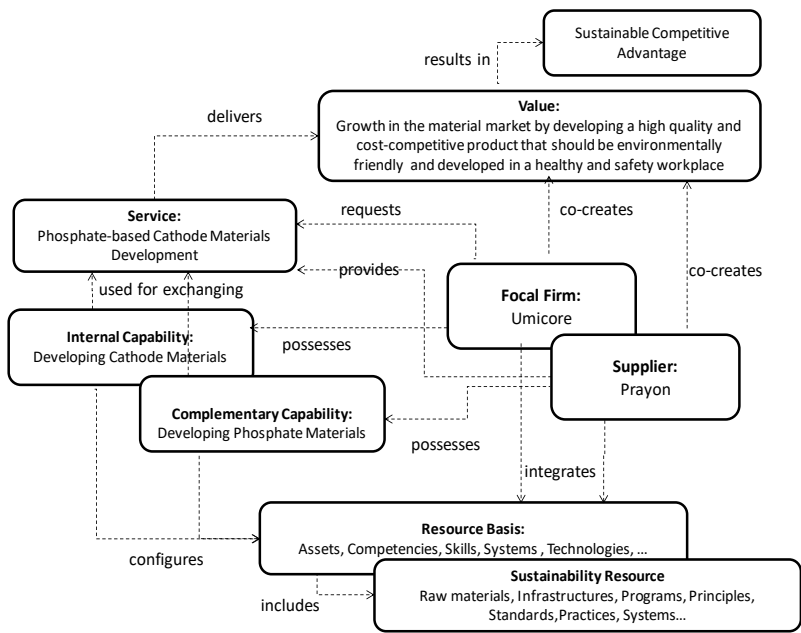 Sustainable Competitive
Advantage
results in
Value:
Growth in the material market by developing a high quality and
cost-competitive product that should be environmentally
friendly and developed in a healthy and safety workplace
delivers
Service:
Phosphate-based Cathode Materials
Development
requests
co-creates
provides
co-creates
used for exchanging
Focal Firm:
Umicore
Internal Capability:
Developing Cathode Materials
possesses
Supplier:
Prayon
Complementary Capability:
Developing Phosphate Materials
possesses
integrates
Resource Basis:
Assets, Competencies, Skills, Systems , Technologies, ...
configures
Sustainability Resource
Raw materials, Infrastructures, Programs, Principles,
Standards,Practices, Systems...
includes